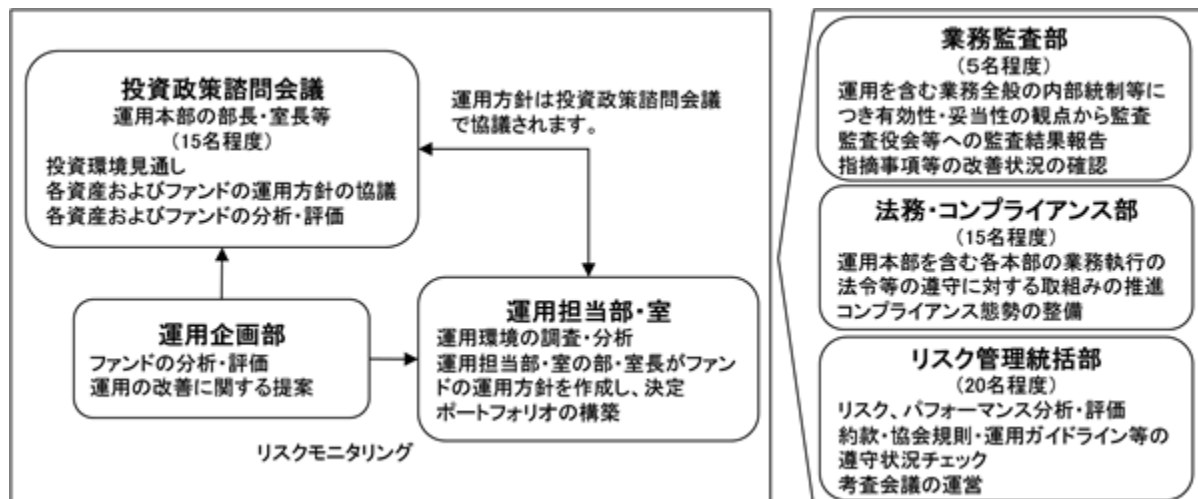 投資政策諮問会議
運用本部の部長・室長等
(15名程度)
投資環境見通し
各資産およびファンドの運用方針の協議
各資産およびファンドの分析・評価
運用方針は投資政策諮問会議
で協議されます。
運用企画部
ファンドの分析・評価
運用の改善に関する提案
運用担当部・室
運用環境の調査・分析
運用担当部・室の部・室長がファン
ドの運用方針を作成し、決定
ポートフォリオの構築
リスクモニタリング
業務監査部
(5名程度)
運用を含む業務全般の内部統制等に
つき有効性・妥当性の観点から監査
監査役会等への監査結果報告
指摘事項等の改善状況の確認
法務・コンプライアンス部
(15名程度)
運用本部を含む各本部の業務執行の
法令等の遵守に対する取組みの推進
コンプライアンス態勢の整備
リスク管理統括部
(20名程度)
リスク、パフォーマンス分析・評価
約款・協会規則・運用ガイドライン等の
遵守状況チェック
考査会議の運営